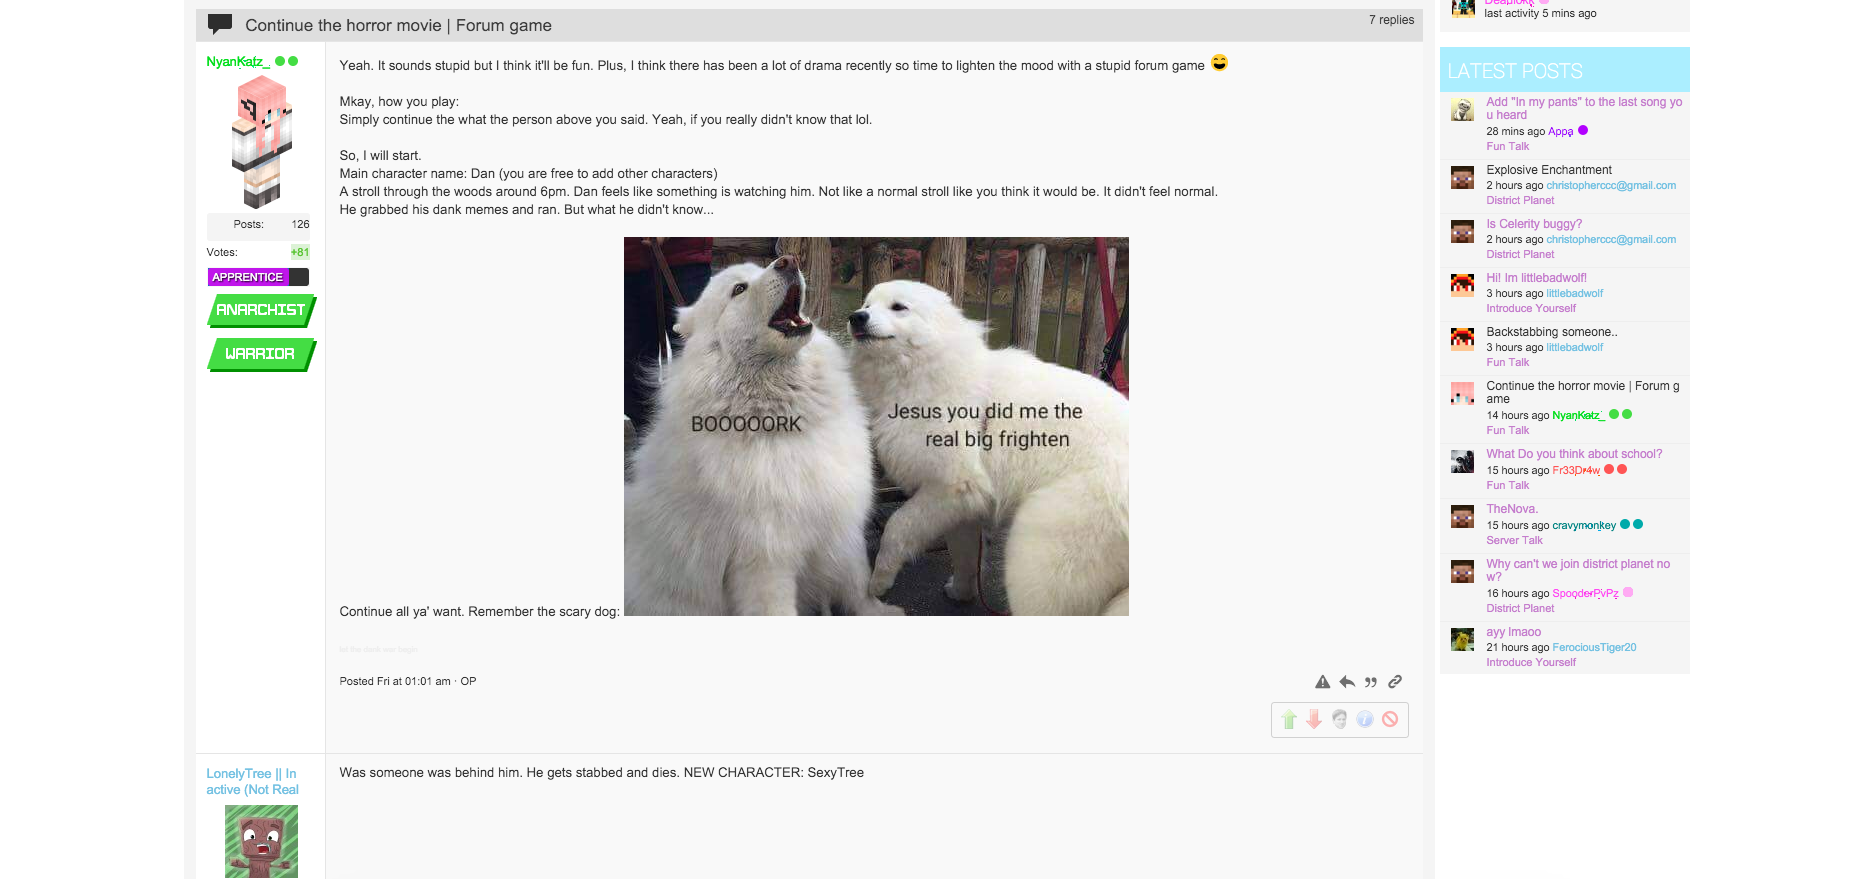 Continue the horror movie | Forum game
7 replies
NyanKatz_
Posts: 126
Votes: +81
APPRENTICE
ANARCHIST
WARRIOR
Yeah. It sounds stupid but I think it'll be fun. Plus, I think there has been a lot of drama recently so time to lighten the mood with a stupid forum game
Mkay, how you play:
Simply continue the what the person above you said. Yeah, if you really didn't know that lol.
So, I will start.
Main character name: Dan (you are free to add other characters)
A stroll through the woods around 6pm. Dan feels like something is watching him. Not like a normal stroll like you think it would be. It didn't feel normal.
He grabbed his dank memes and ran. But what he didn't know...
BOOOOORK
Jesus you did me the
real big frighten
Continue all ya' want. Remember the scary dog:
Posted Fri at 01:01 am · OP
LonelyTree || In
active (Not Real
Was someone was behind him. He gets stabbed and dies. NEW CHARACTER: SexyTree
last activity 5 mins ago
LATEST POSTS
Add "In my pants" to the last song yo
u heard
28 mins ago Appa
Fun Talk
Explosive Enchantment
2 hours ago christopherccc@gmail.com
District Planet
Is Celerity buggy?
2 hours ago christopherccc@gmail.com
District Planet
Hi! Im littlebadwolf!
3 hours ago littlebadwolf
Introduce Yourself
Backstabbing someone..
3 hours ago littlebadwolf
Fun Talk
Continue the horror movie | Forum g
ame
14 hours ago NyanKatz_
Fun Talk
What Do you think about school?
15 hours ago Fr33Dr4w
Fun Talk
TheNova.
15 hours ago cravymonkey
Server Talk
Why can't we join district planet no
w?
16 hours ago SpooderPvPz
District Planet
ayy lmaoo
21 hours ago FerociousTiger20
Introduce Yourself